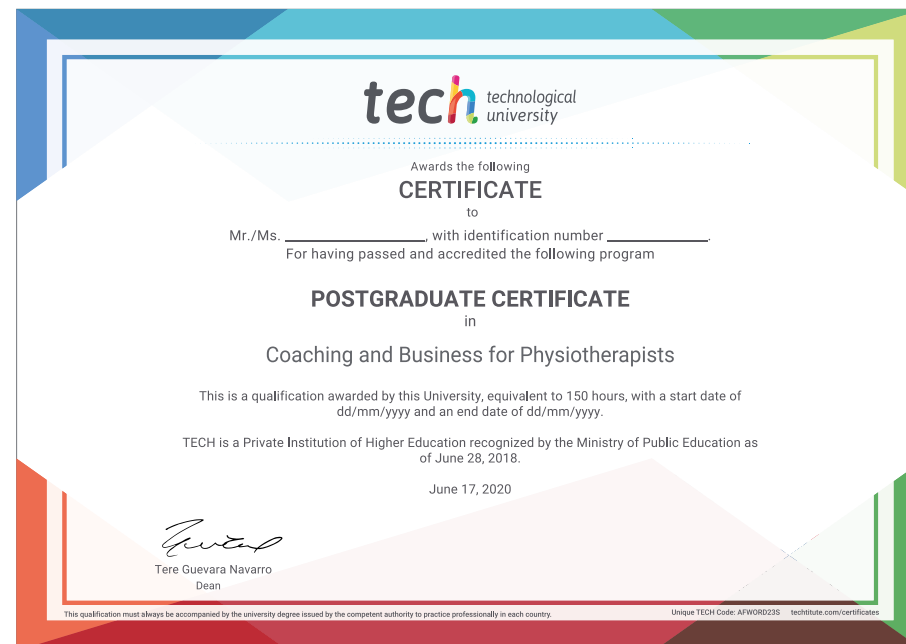 tech technological
university
Awards the following
CERTIFICATE
to
Mr./Ms. ____________________, with identification number ______________.
For having passed and accredited the following program
POSTGRADUATE CERTIFICATE
in
Coaching and Business for Physiotherapists
This is a qualification awarded by this University, equivalent to 150 hours, with a start date of
dd/mm/yyyy and an end date of dd/mm/yyyy.
TECH is a Private Institution of Higher Education recognized by the Ministry of Public Education as
of June 28, 2018.
June 17, 2020
Tere Guevara Navarro
Dean
This qualification must always be accompanied by the university degree issued by the competent authority to practice professionally in each country.
Unique TECH Code: AFWORD23S techtitute.com/certificates